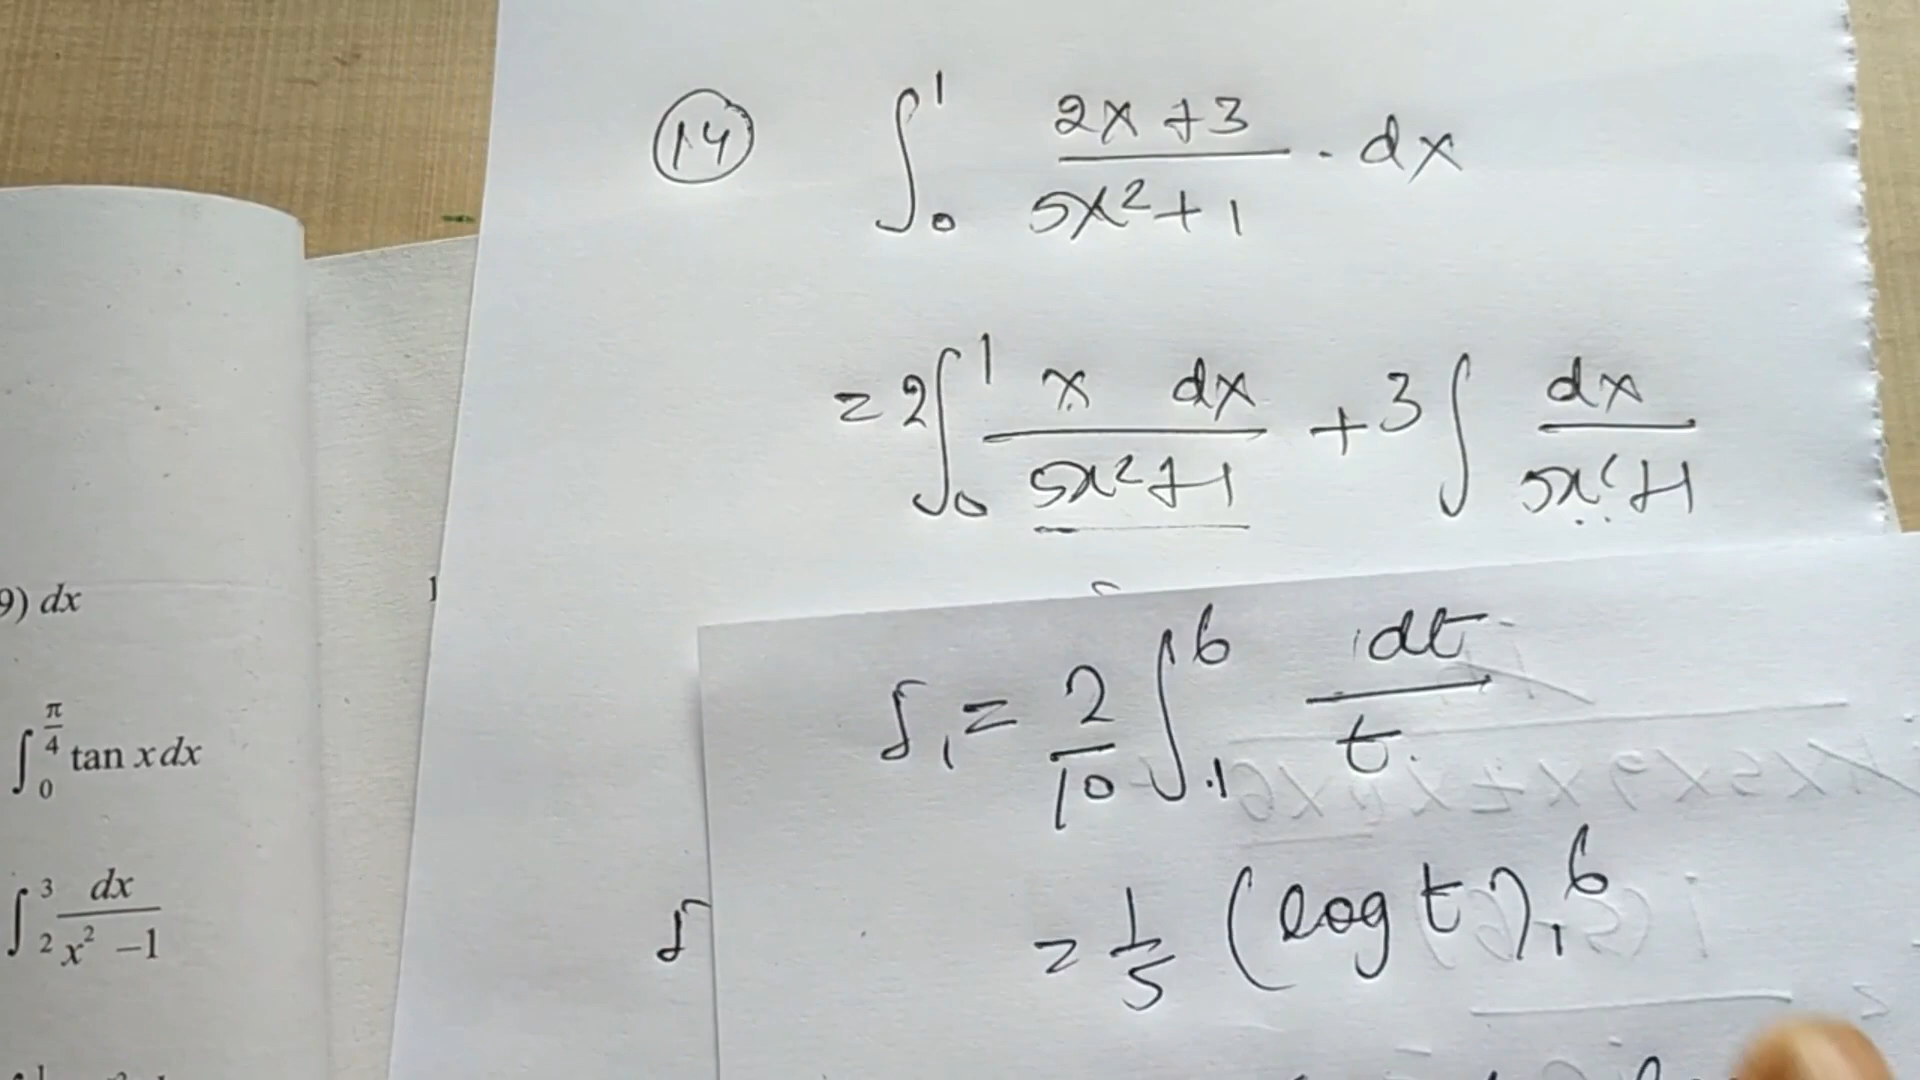 14 ∫₀¹ 2x+3 / 5x²+1 . dx
= 2∫₀¹ x dx / 5x²+1 + 3∫ dx / 5x²+1
∫₁ = 2/10 ∫₁⁶ dt / t
= 1/5 (log t)₁⁶
9) dx
∫₀^(π/4) tan x dx
∫₂³ dx / x² −1